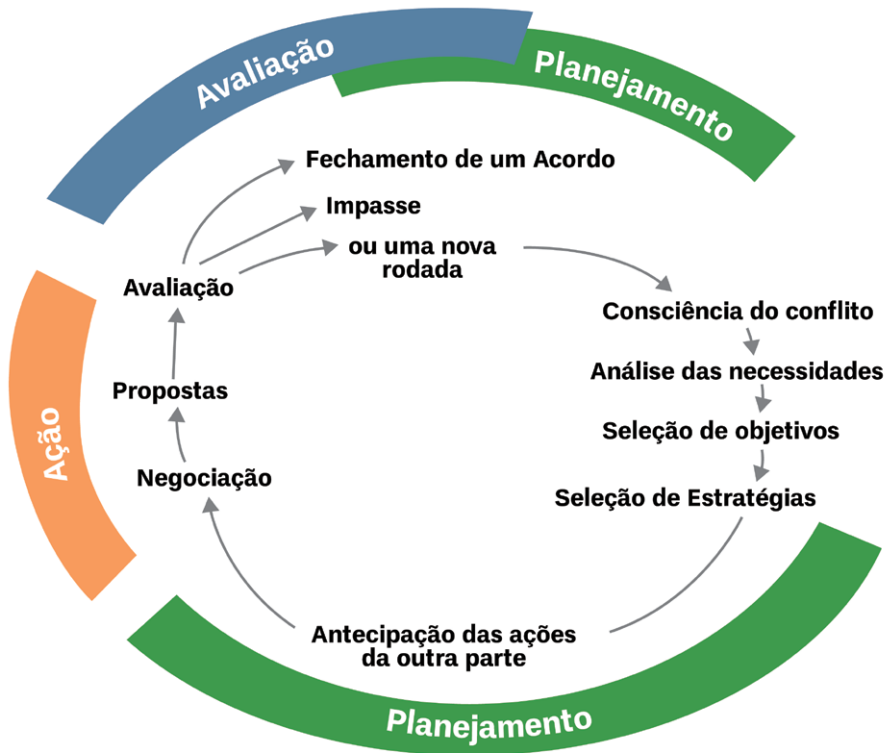 Avaliação
Planejamento
Fechamento de um Acordo
Impasse
ou uma nova
rodada
Avaliação
Consciência do conflito
Análise das necessidades
Propostas
Seleção de objetivos
Ação
Negociação
Seleção de Estratégias
Antecipação das ações
da outra parte
Planejamento